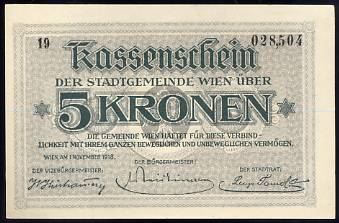 19 028,504
Kassenschein
DER STADTGEMEINDE WIEN ÜBER
5 KRONEN
DIE GEMEINDE WIEN HAFTET FÜR DIESE VERBIND-
LICHKEIT MIT IHREM GANZEN BEWEGLICHEN UND UNBEWEGLICHEN VERMÖGEN.
WIEN AM 1 NOVEMBER 1918.
DER VIZEBÜRGERMEISTER: DER BÜRGERMEISTER: DER STADTRAT: